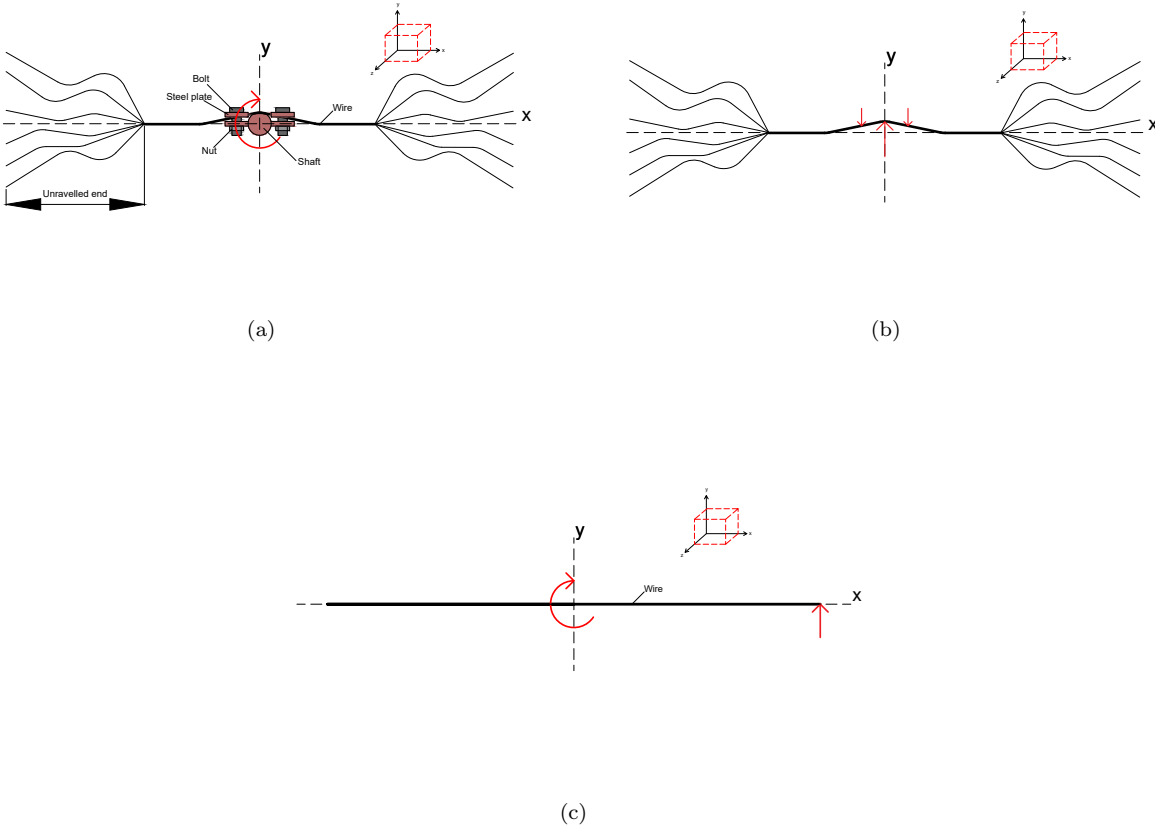 y
x
z
y
Bolt
Steel plate
Wire
x
Nut
Shaft
Unravelled end
(a)
y
x
z
y
x
(b)
y
x
z
y
Wire
x
(c)